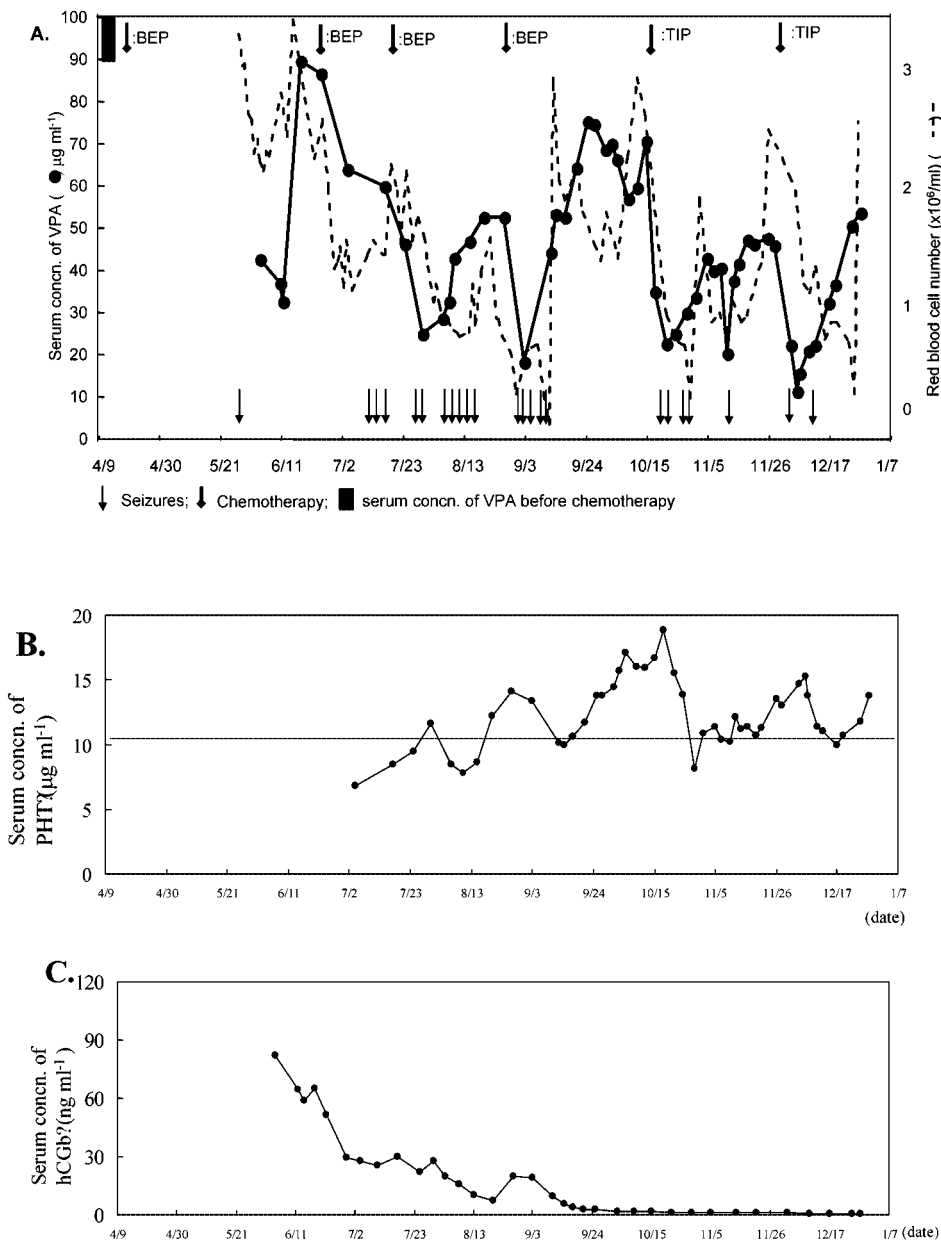 A.
:BEP :BEP :BEP :BEP :TIP :TIP
100
90
80
70
60
50
40
30
20
10
0
Serum concn. of VPA ( ● µg ml-1)
3
2
1
0
Red blood cell number (x10⁶/ml) ( - - )
4/9 4/30 5/21 6/11 7/2 7/23 8/13 9/3 9/24 10/15 11/5 11/26 12/17 1/7
Seizures; Chemotherapy; serum concn. of VPA before chemotherapy
B.
20
15
10
5
0
Serum concn. of
PHT?(µg ml-1)
4/9 4/30 5/21 6/11 7/2 7/23 8/13 9/3 9/24 10/15 11/5 11/26 12/17 1/7
(date)
C.
120
90
60
30
0
Serum concn. of
hCGb?(ng ml-1)
4/9 4/30 5/21 6/11 7/2 7/23 8/13 9/3 9/24 10/15 11/5 11/26 12/17 1/7 (date)